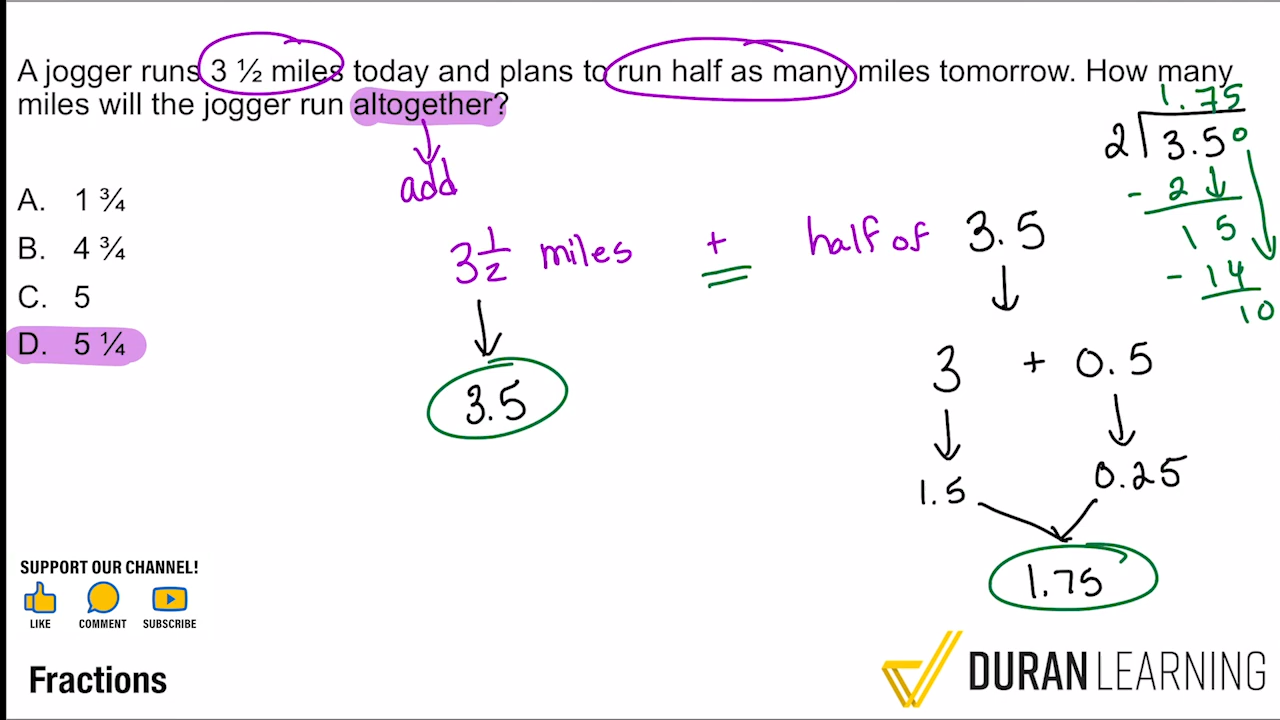 A jogger runs 3 ½ miles today and plans to run half as many miles tomorrow. How many
miles will the jogger run altogether?
add
A. 1 ¾
B. 4 ¾
C. 5
D. 5 ¼
3 1/2 miles + half of 3.5
3.5
3 + 0.5
1.5 0.25
1.75
1.75
2 3.50
- 2
15
- 14
10
SUPPORT OUR CHANNEL!
LIKE COMMENT SUBSCRIBE
Fractions
DURAN LEARNING